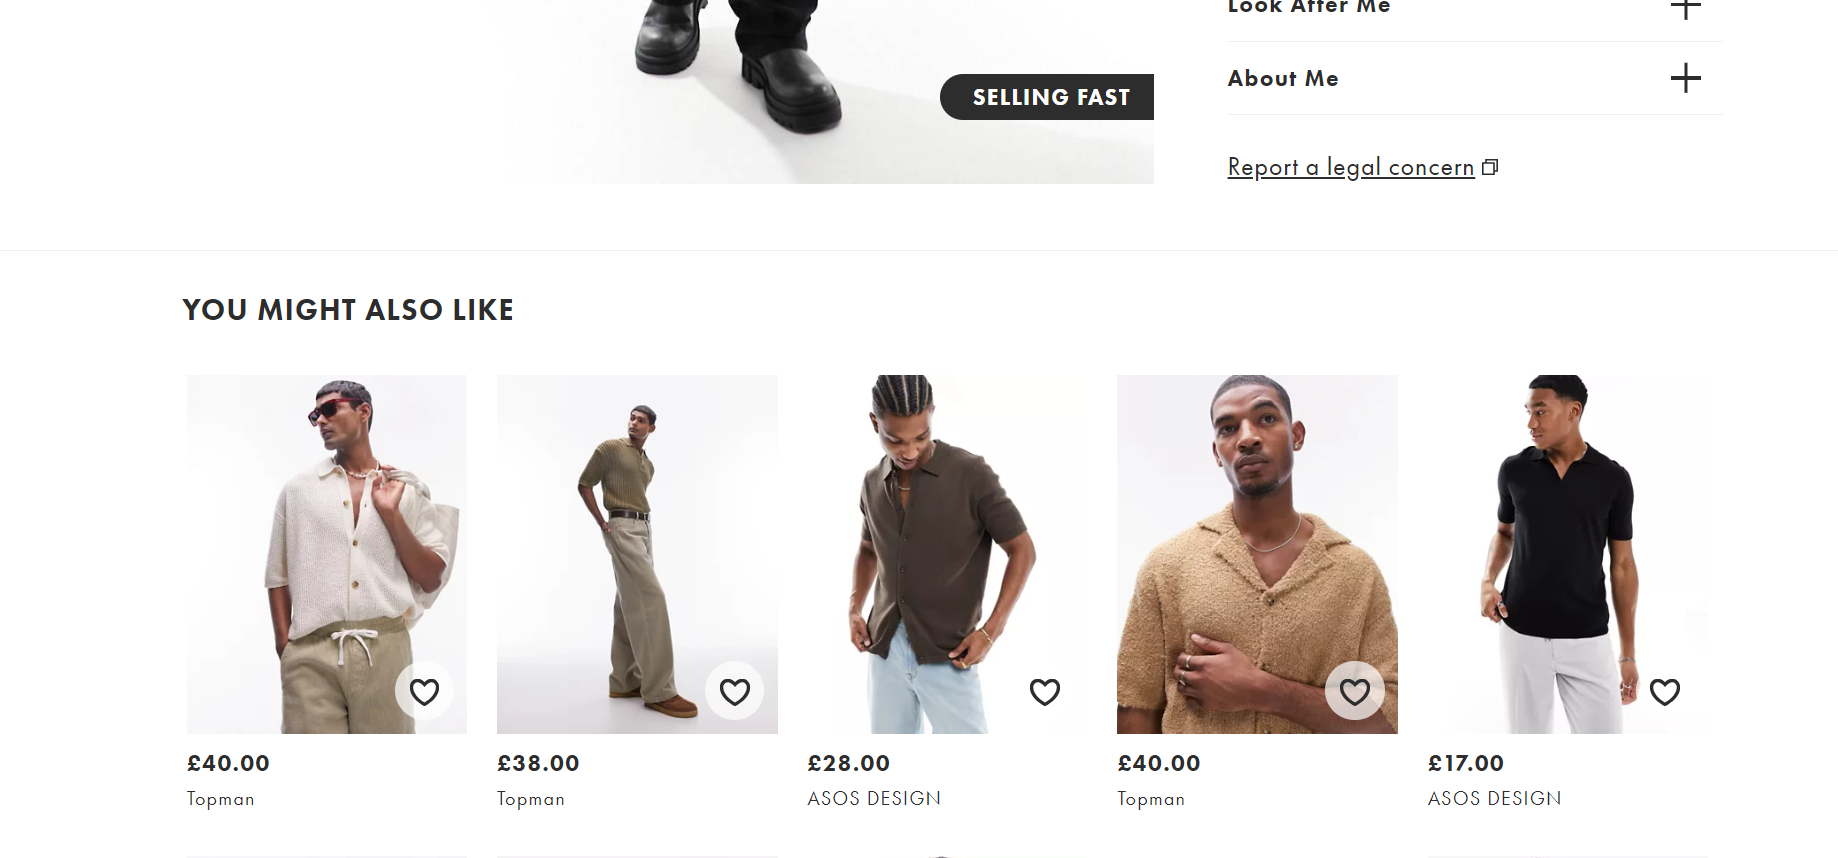 Look After Me
About Me
SELLING FAST
Report a legal concern
YOU MIGHT ALSO LIKE
£40.00
Topman
£38.00
Topman
£28.00
ASOS DESIGN
£40.00
Topman
£17.00
ASOS DESIGN